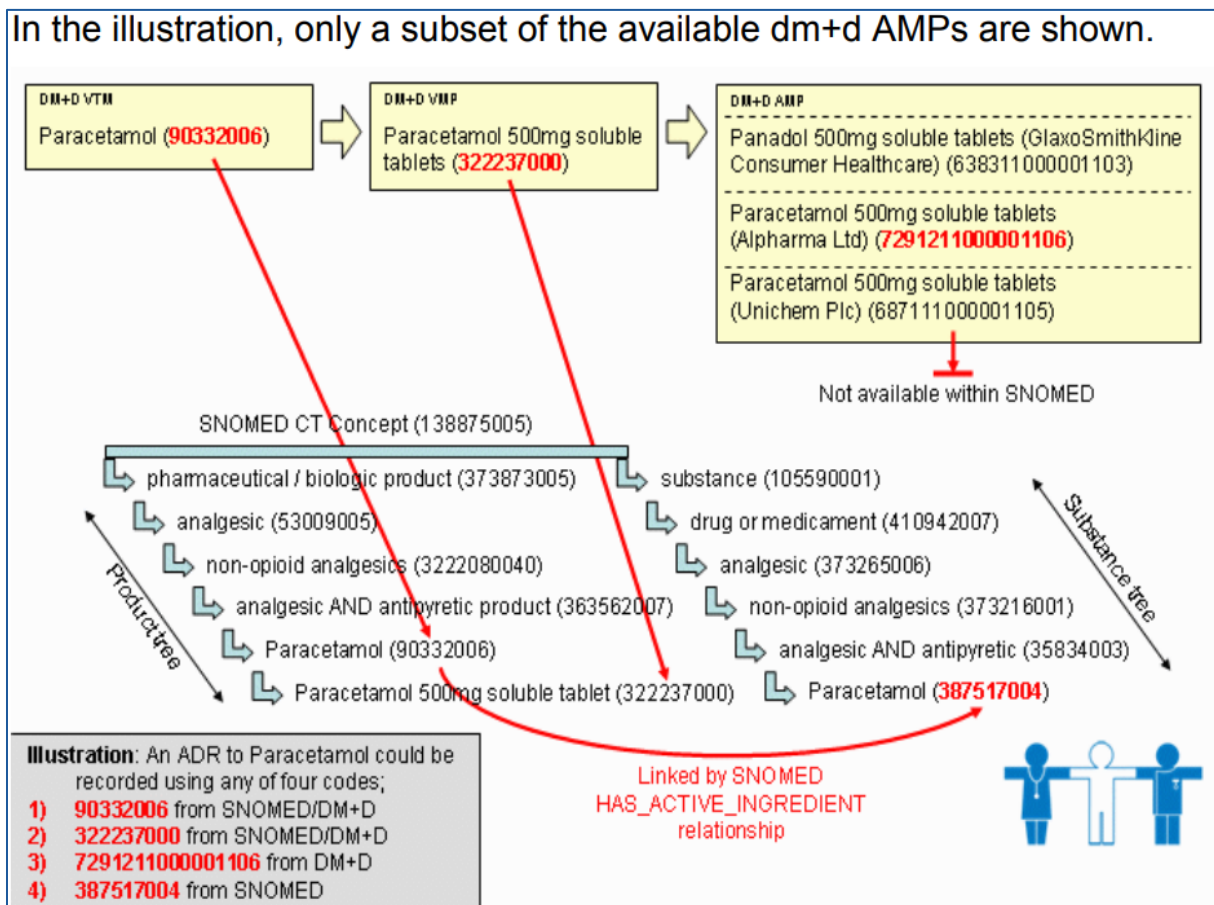 In the illustration, only a subset of the available dm+d AMPs are shown.
DM+D VTM
Paracetamol (90332006)
DM+D VMP
Paracetamol 500mg soluble
tablets (322237000)
DM+D AMP
Panadol 500mg soluble tablets (GlaxoSmithKline
Consumer Healthcare) (638311000001103)
Paracetamol 500mg soluble tablets
(Alpharma Ltd) (7291211000001106)
Paracetamol 500mg soluble tablets
(Unichem Plc) (687111000001105)
Not available within SNOMED
SNOMED CT Concept (138875005)
pharmaceutical / biologic product (373873005)
analgesic (53009005)
non-opioid analgesics (3222080040)
analgesic AND antipyretic product (363562007)
Paracetamol (90332006)
Paracetamol 500mg soluble tablet (322237000)
Product tree
substance (105590001)
drug or medicament (410942007)
analgesic (373265006)
non-opioid analgesics (373216001)
analgesic AND antipyretic (35834003)
Paracetamol (387517004)
Substance tree
Linked by SNOMED
HAS_ACTIVE_INGREDIENT
relationship
Illustration: An ADR to Paracetamol could be
recorded using any of four codes;
1) 90332006 from SNOMED/DM+D
2) 322237000 from SNOMED/DM+D
3) 7291211000001106 from DM+D
4) 387517004 from SNOMED